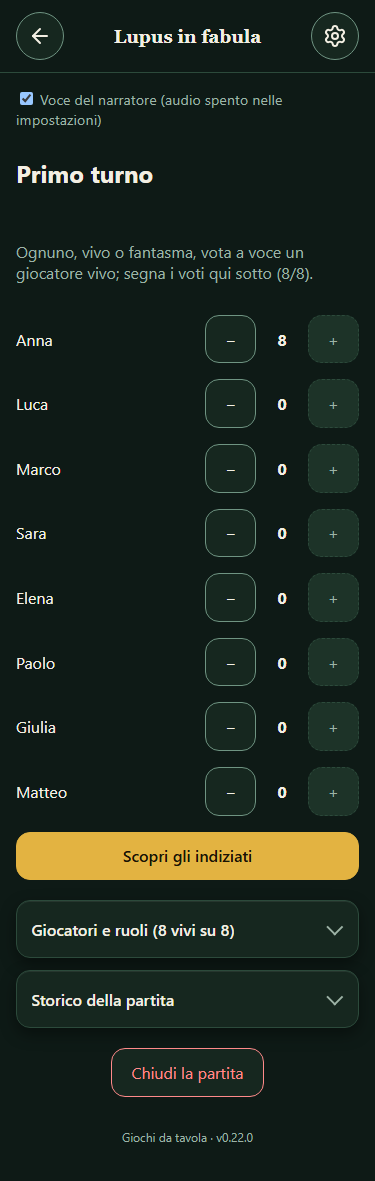 Lupus in fabula
Voce del narratore (audio spento nelle
impostazioni)
Primo turno
Ognuno, vivo o fantasma, vota a voce un
giocatore vivo; segna i voti qui sotto (8/8).
Anna – 8 +
Luca – 0 +
Marco – 0 +
Sara – 0 +
Elena – 0 +
Paolo – 0 +
Giulia – 0 +
Matteo – 0 +
Scopri gli indiziati
Giocatori e ruoli (8 vivi su 8)
Storico della partita
Chiudi la partita
Giochi da tavola · v0.22.0